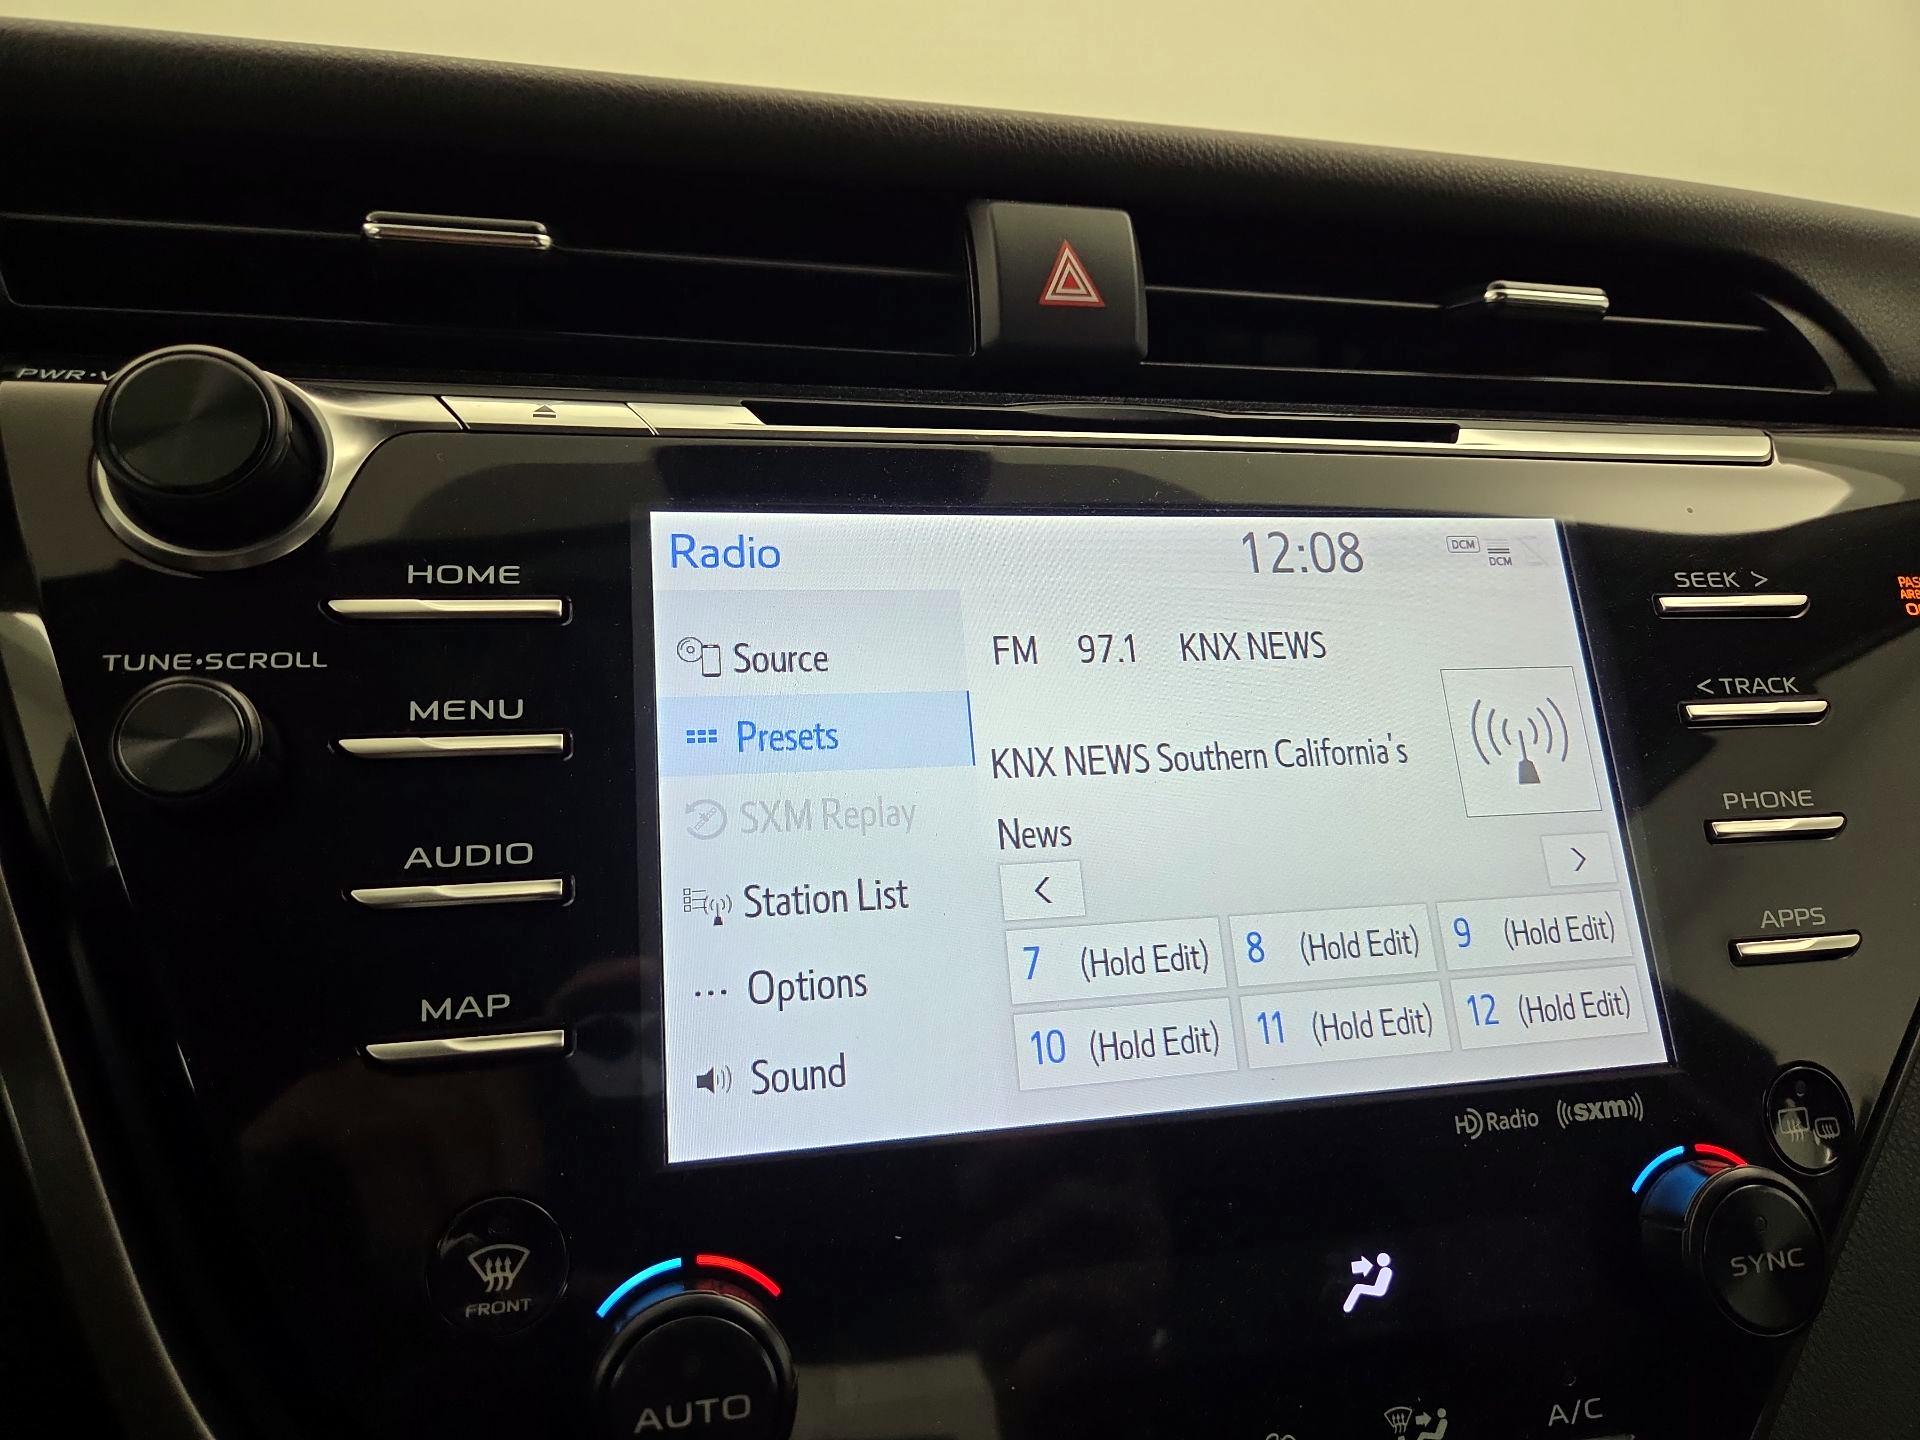 PWR
HOME
TUNE•SCROLL
MENU
AUDIO
MAP
Radio
12:08
DCM
DCM
Source
Presets
SXM Replay
Station List
... Options
Sound
FM 97.1 KNX NEWS
KNX NEWS Southern California's
News
< >
7 (Hold Edit) 8 (Hold Edit) 9 (Hold Edit)
10 (Hold Edit) 11 (Hold Edit) 12 (Hold Edit)
SEEK >
< TRACK
PHONE
APPS
HD Radio ((sxm))
FRONT
AUTO
SYNC
A/C